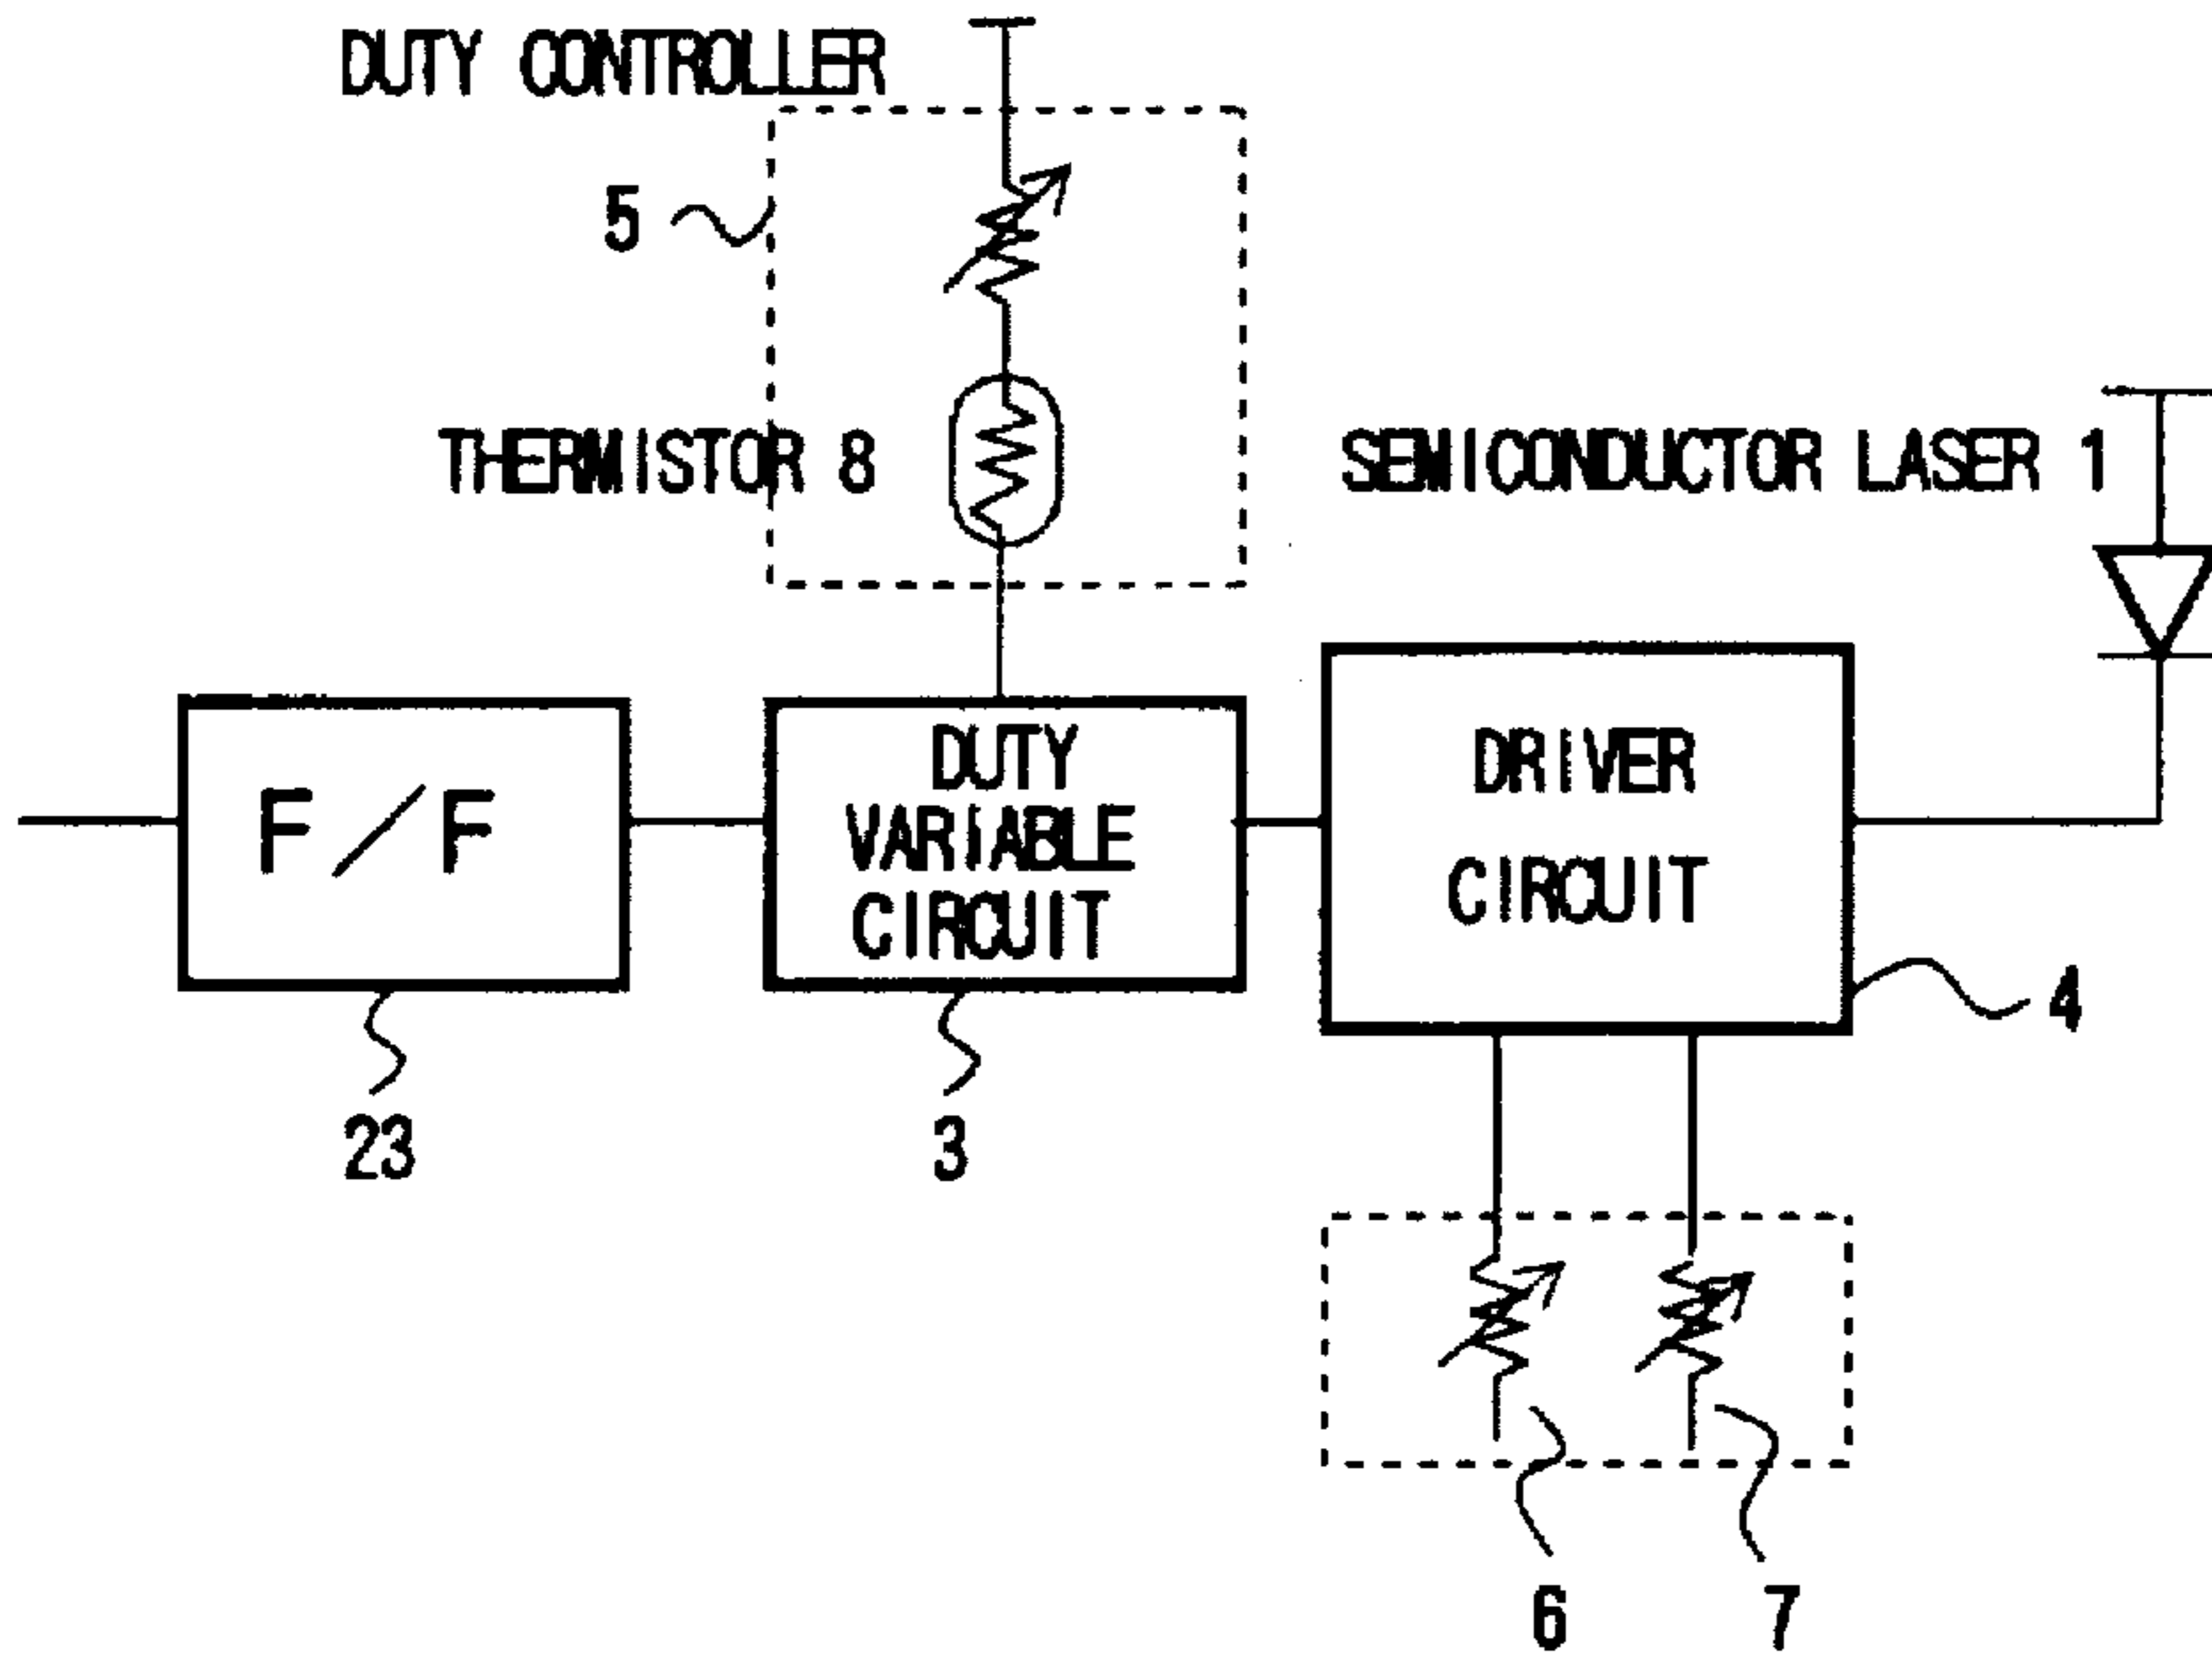 DUTY CONTROLLER
5
THERMISTOR 8
SEMICONDUCTOR LASER 1
F/F
DUTY
VARIABLE
CIRCUIT
DRIVER
CIRCUIT
4
23
3
6
7